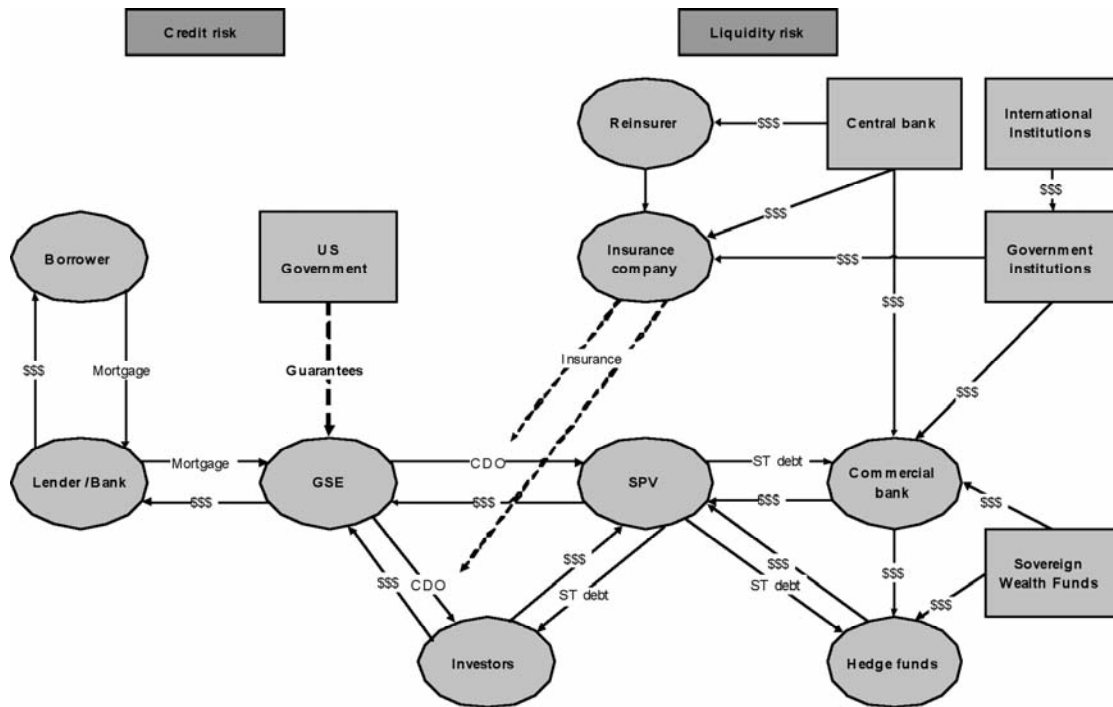 Credit risk
Liquidity risk
Reinsurer
$$$
Central bank
International
Institutions
$$$
$$$
Borrower
US
Government
Insurance
company
$$$
Government
institutions
$$$
Insurance
$$$
Mortgage
Guarantees
$$$
Mortgage
CDO
ST debt
Lender /Bank
GSE
SPV
Commercial
bank
$$$
$$$
$$$
$$$
$$$
$$$
$$$
$$$
CDO
ST debt
ST debt
$$$
Sovereign
Wealth Funds
Investors
Hedge funds